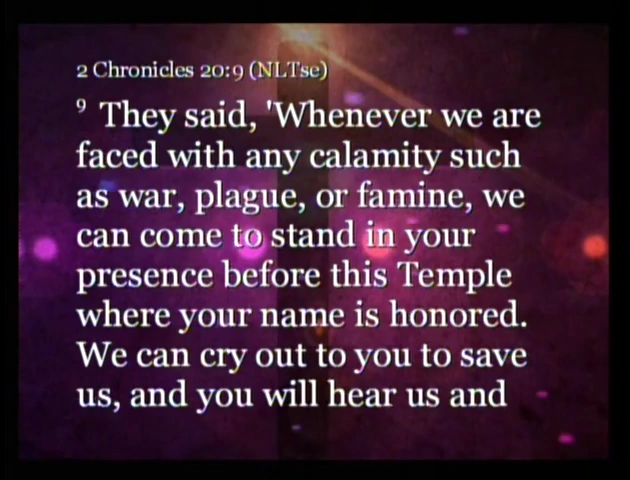 2 Chronicles 20:9 (NLTse)
9 They said, 'Whenever we are
faced with any calamity such
as war, plague, or famine, we
can come to stand in your
presence before this Temple
where your name is honored.
We can cry out to you to save
us, and you will hear us and